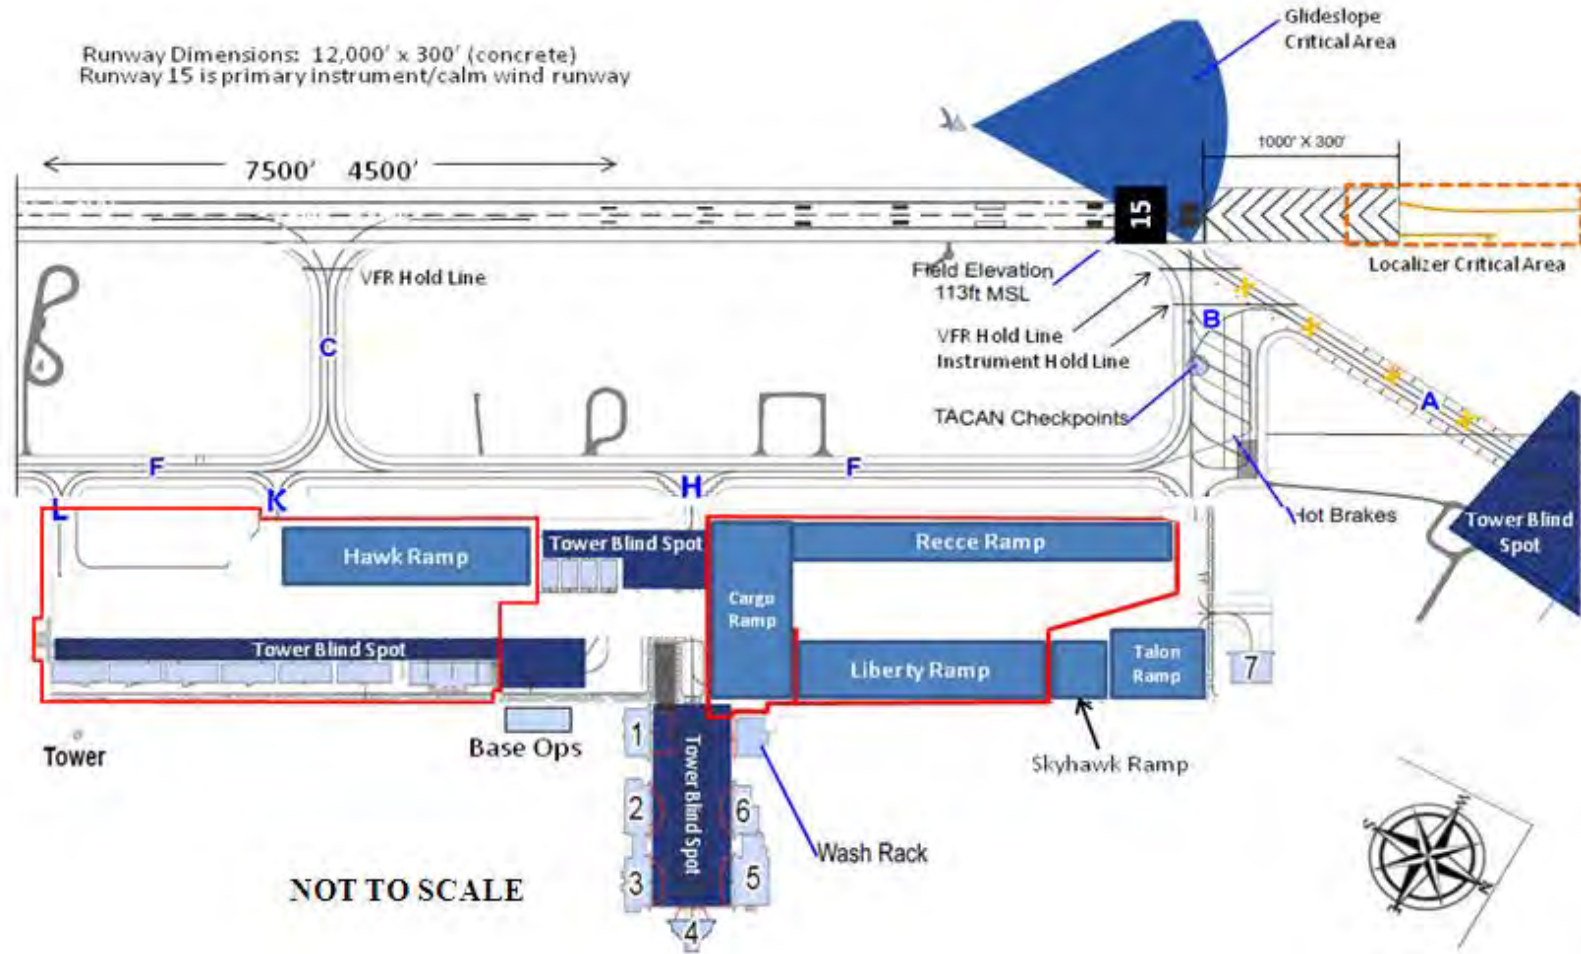 Glideslope
Critical Area
Runway Dimensions: 12,000' x 300' (concrete)
Runway 15 is primary instrument/calm wind runway
1000' X 300'
7500' 4500'
15
Field Elevation
113ft MSL
Localizer Critical Area
VFR Hold Line
VFR Hold Line
Instrument Hold Line
B
C
A
TACAN Checkpoints
F
F
L
K
H
Hot Brakes
Tower Blind
Spot
Hawk Ramp
Tower Blind Spot
Recce Ramp
Cargo
Ramp
Tower Blind Spot
Liberty Ramp
Talon
Ramp
7
Tower
Base Ops
1
Tower Blind Spot
Skyhawk Ramp
2
6
Wash Rack
3
5
4
NOT TO SCALE
S
W
N
E